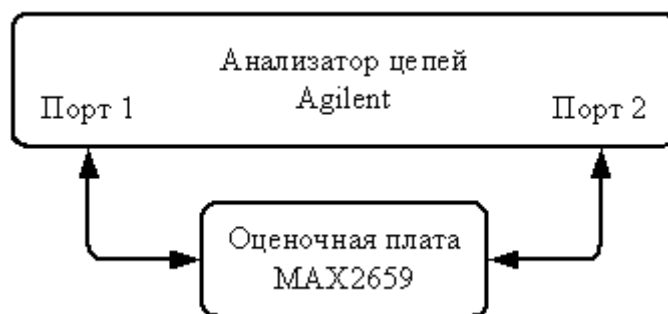 Анализатор цепей
Agilent
Порт 1
Порт 2
Оценочная плата
MAX2659